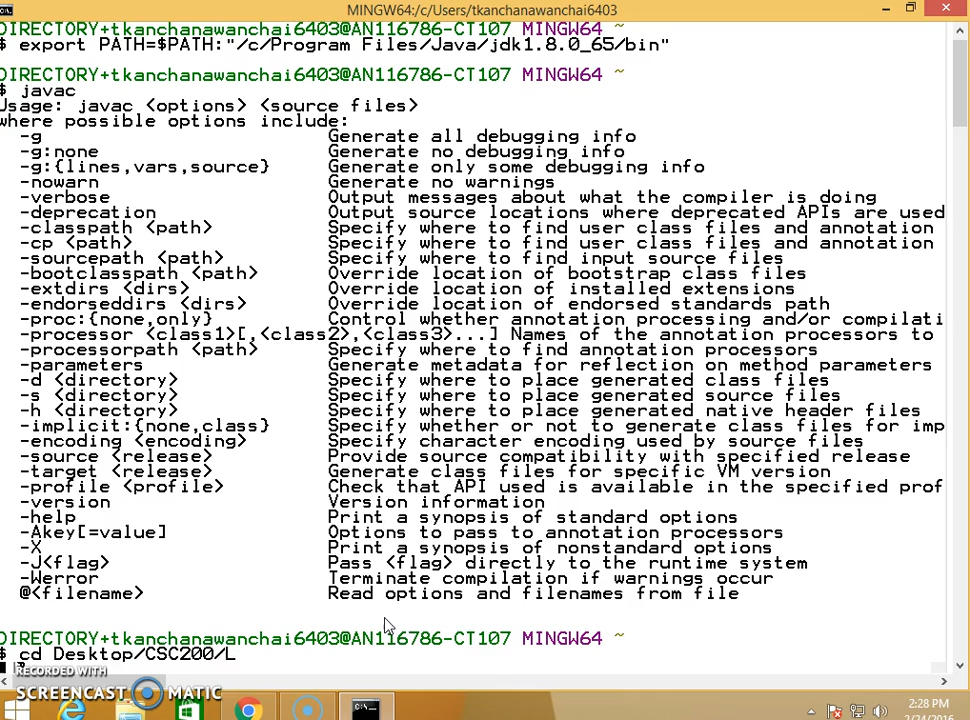 MINGW64:/c/Users/tkanchanawanchai6403
DIRECTORY+tkanchanawanchai6403@AN116786-CT107 MINGW64 ~
$ export PATH=$PATH:"/c/Program Files/Java/jdk1.8.0_65/bin"
DIRECTORY+tkanchanawanchai6403@AN116786-CT107 MINGW64 ~
$ javac
Usage: javac <options> <source files>
where possible options include:
-g Generate all debugging info
-g:none Generate no debugging info
-g:{lines,vars,source} Generate only some debugging info
-nowarn Generate no warnings
-verbose Output messages about what the compiler is doing
-deprecation Output source locations where deprecated APIs are used
-classpath <path> Specify where to find user class files and annotation
-cp <path> Specify where to find user class files and annotation
-sourcepath <path> Specify where to find input source files
-bootclasspath <path> Override location of bootstrap class files
-extdirs <dirs> Override location of installed extensions
-endorseddirs <dirs> Override location of endorsed standards path
-proc:{none,only} Control whether annotation processing and/or compilati
-processor <class1>[,<class2>,<class3>...] Names of the annotation processors to
-processorpath <path> Specify where to find annotation processors
-parameters Generate metadata for reflection on method parameters
-d <directory> Specify where to place generated class files
-s <directory> Specify where to place generated source files
-h <directory> Specify where to place generated native header files
-implicit:{none,class} Specify whether or not to generate class files for imp
-encoding <encoding> Specify character encoding used by source files
-source <release> Provide source compatibility with specified release
-target <release> Generate class files for specific VM version
-profile <profile> Check that API used is available in the specified prof
-version Version information
-help Print a synopsis of standard options
-Akey[=value] Options to pass to annotation processors
-X Print a synopsis of nonstandard options
-J<flag> Pass <flag> directly to the runtime system
-Werror Terminate compilation if warnings occur
@<filename> Read options and filenames from file
DIRECTORY+tkanchanawanchai6403@AN116786-CT107 MINGW64 ~
$ cd Desktop/CSC200/L
RECORDED WITH
SCREENCAST MATIC
2:28 PM
2/24/2016